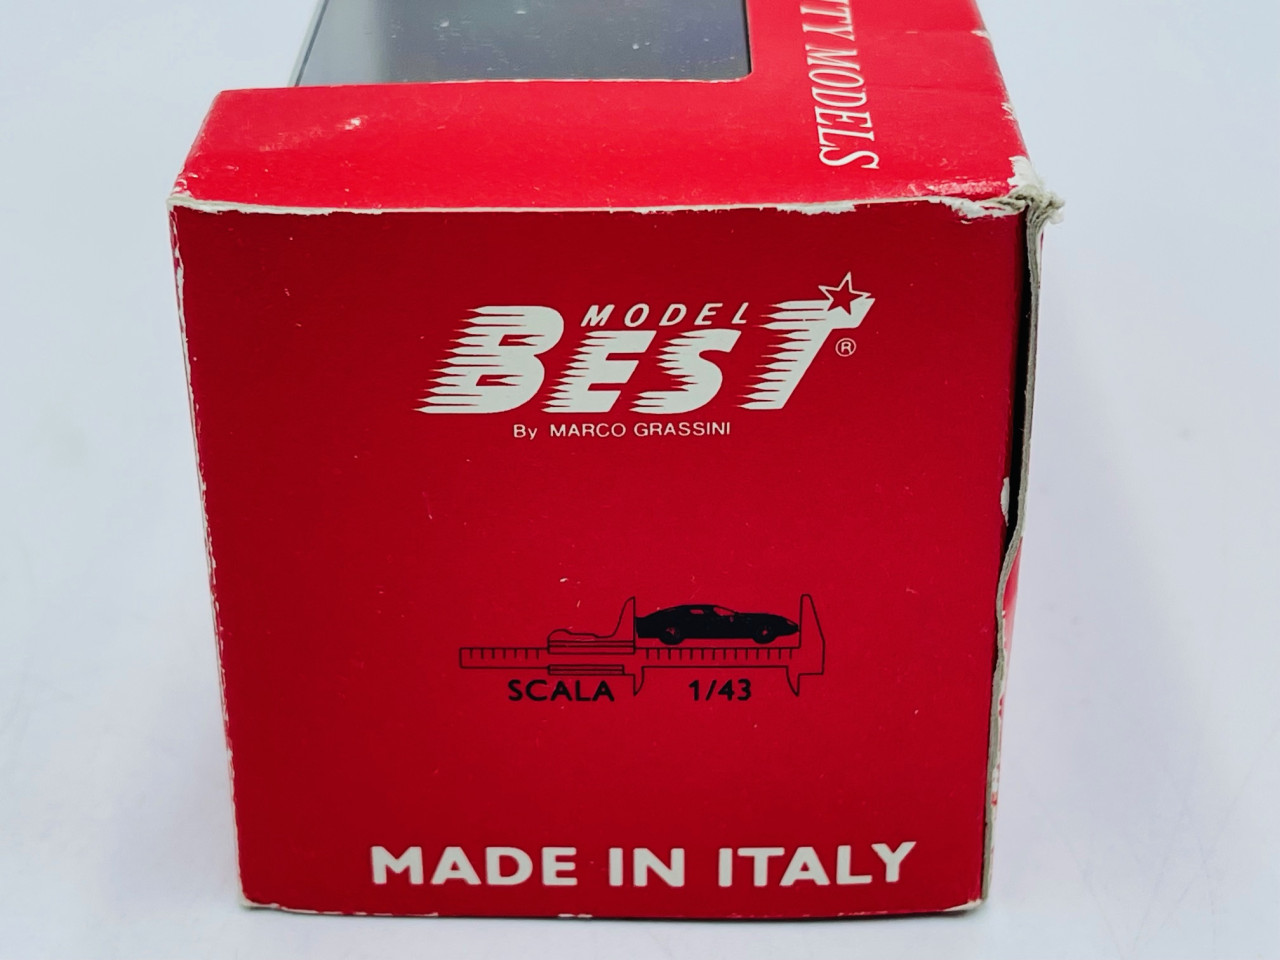 MODELS
MODEL
BEST®
By MARCO GRASSINI
SCALA 1/43
MADE IN ITALY